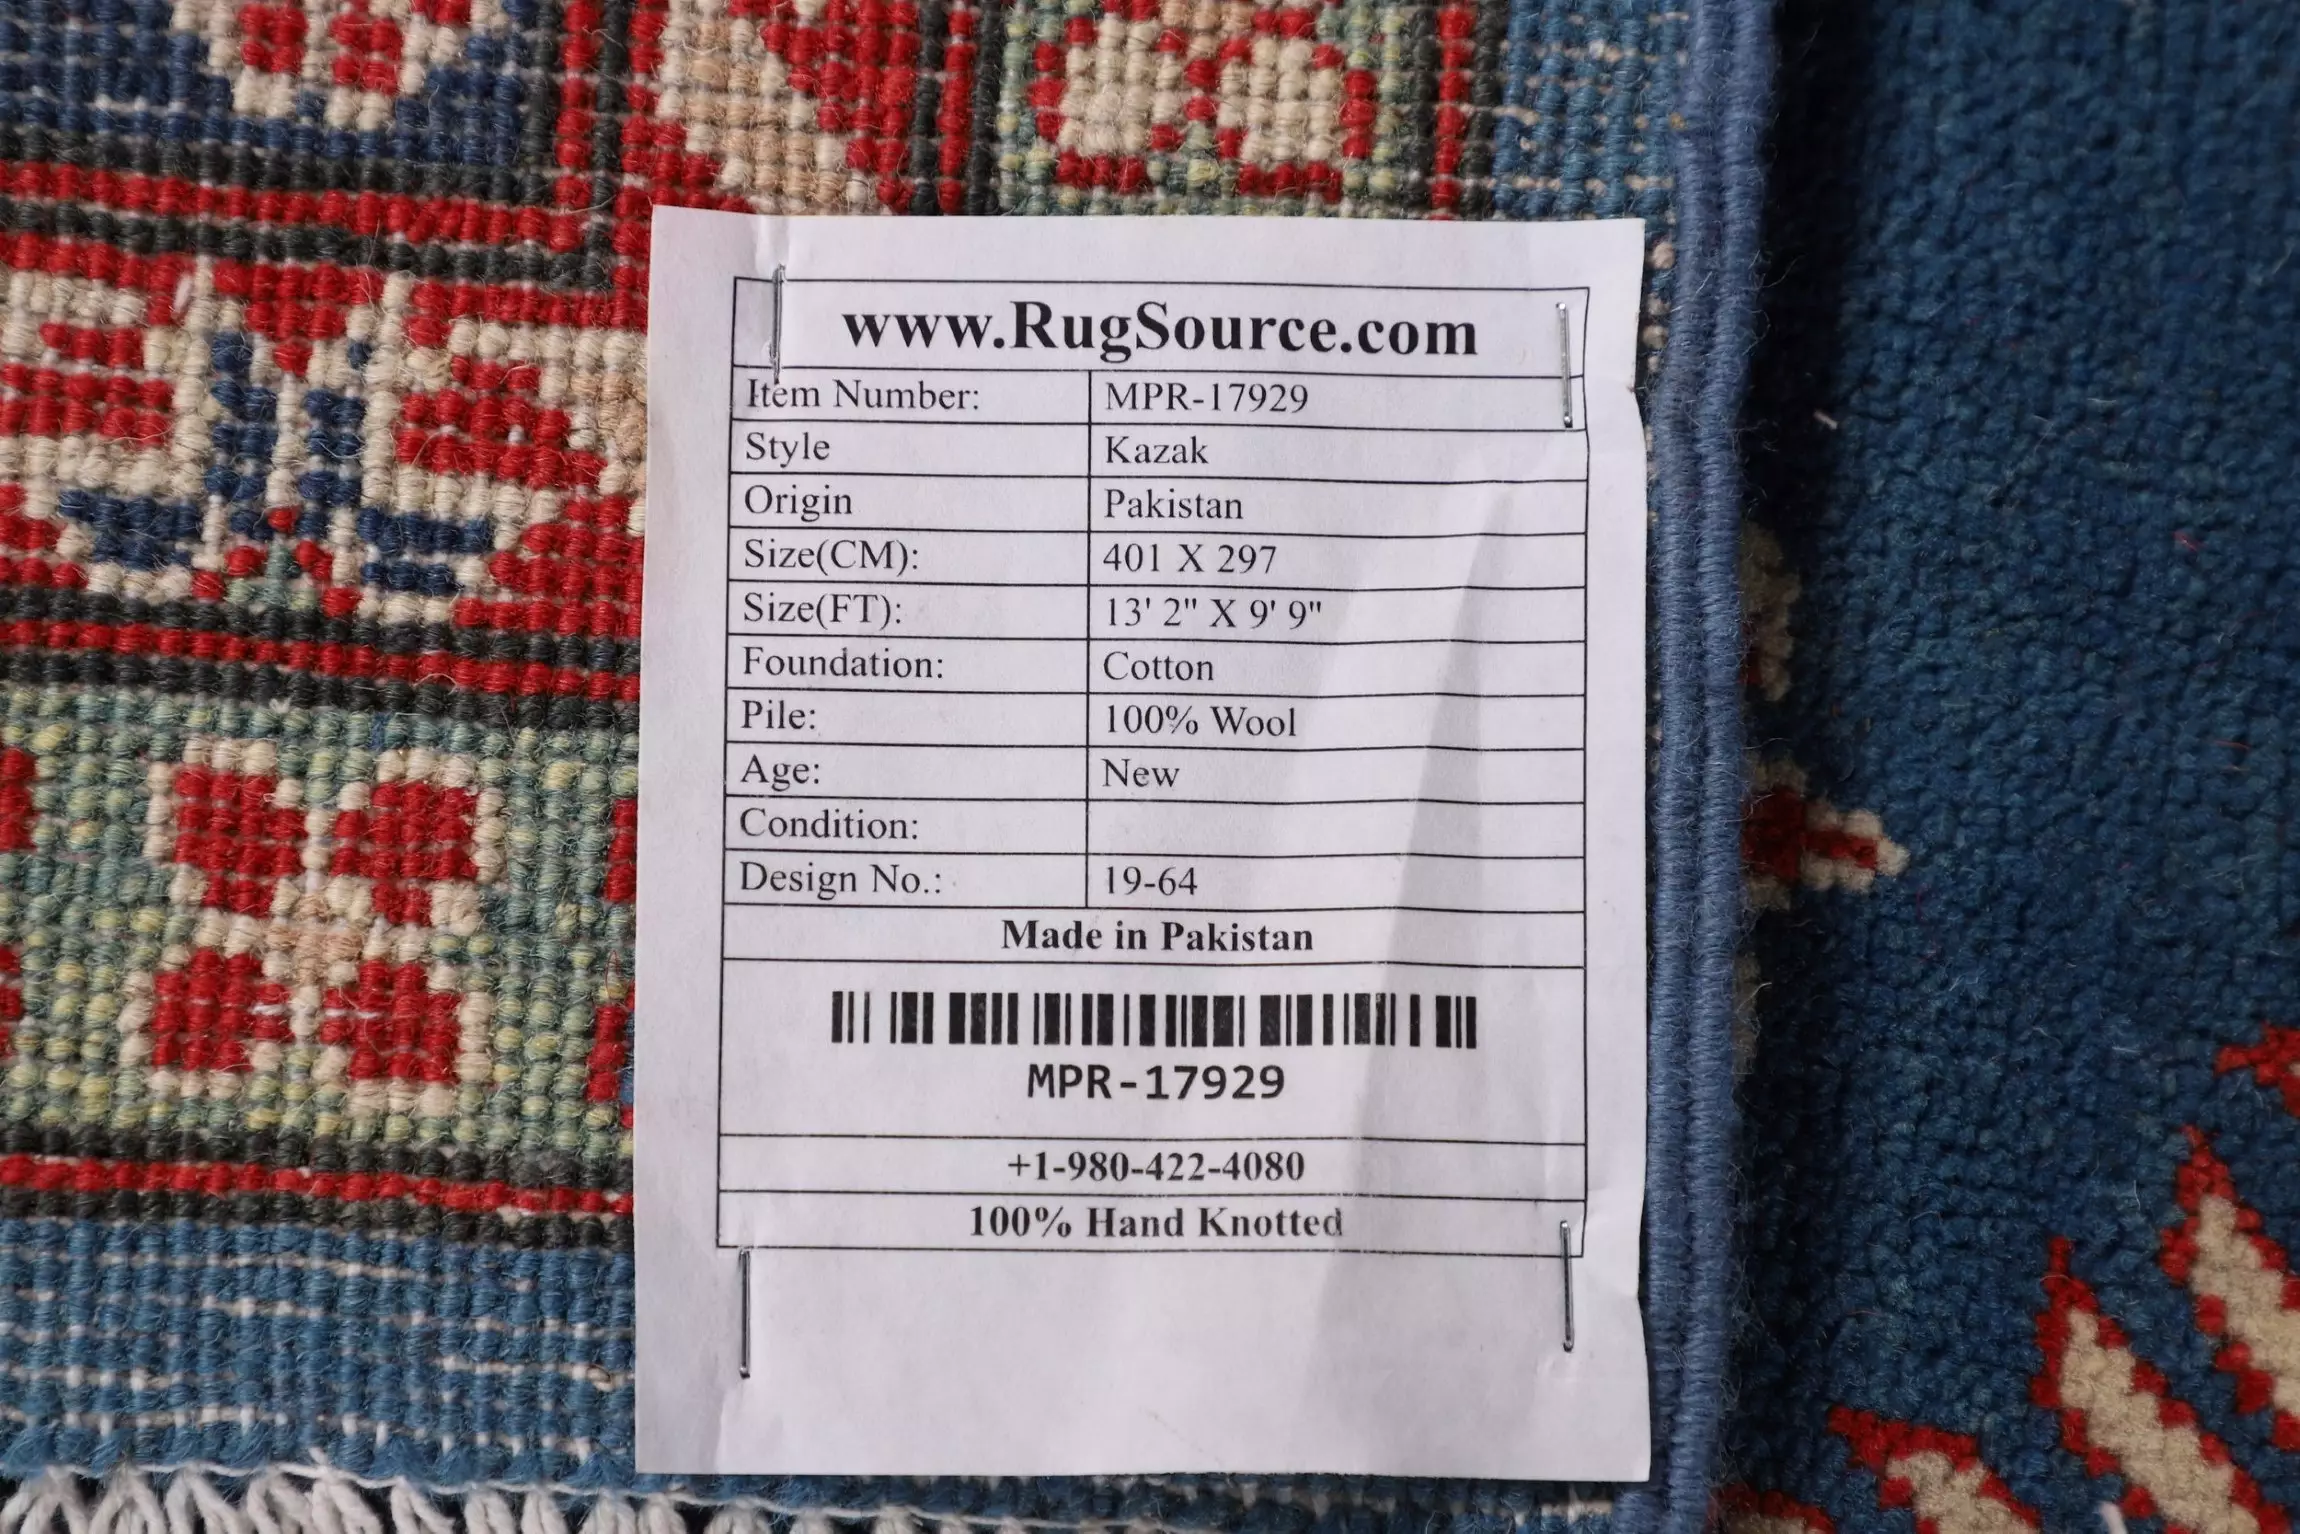 www.RugSource.com
Item Number: MPR-17929
Style Kazak
Origin Pakistan
Size(CM): 401 X 297
Size(FT): 13' 2" X 9' 9"
Foundation: Cotton
Pile: 100% Wool
Age: New
Condition:
Design No.: 19-64
Made in Pakistan
MPR-17929
+1-980-422-4080
100% Hand Knotted